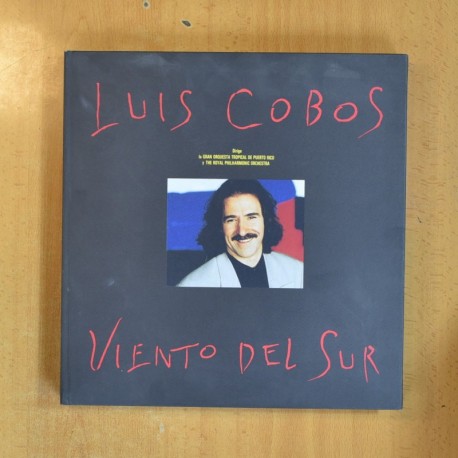 LUIS COBOS
Dirige
la GRAN ORQUESTA TROPICAL DE PUERTO RICO
y THE ROYAL PHILHARMONIC ORCHESTRA
VIENTO DEL SUR